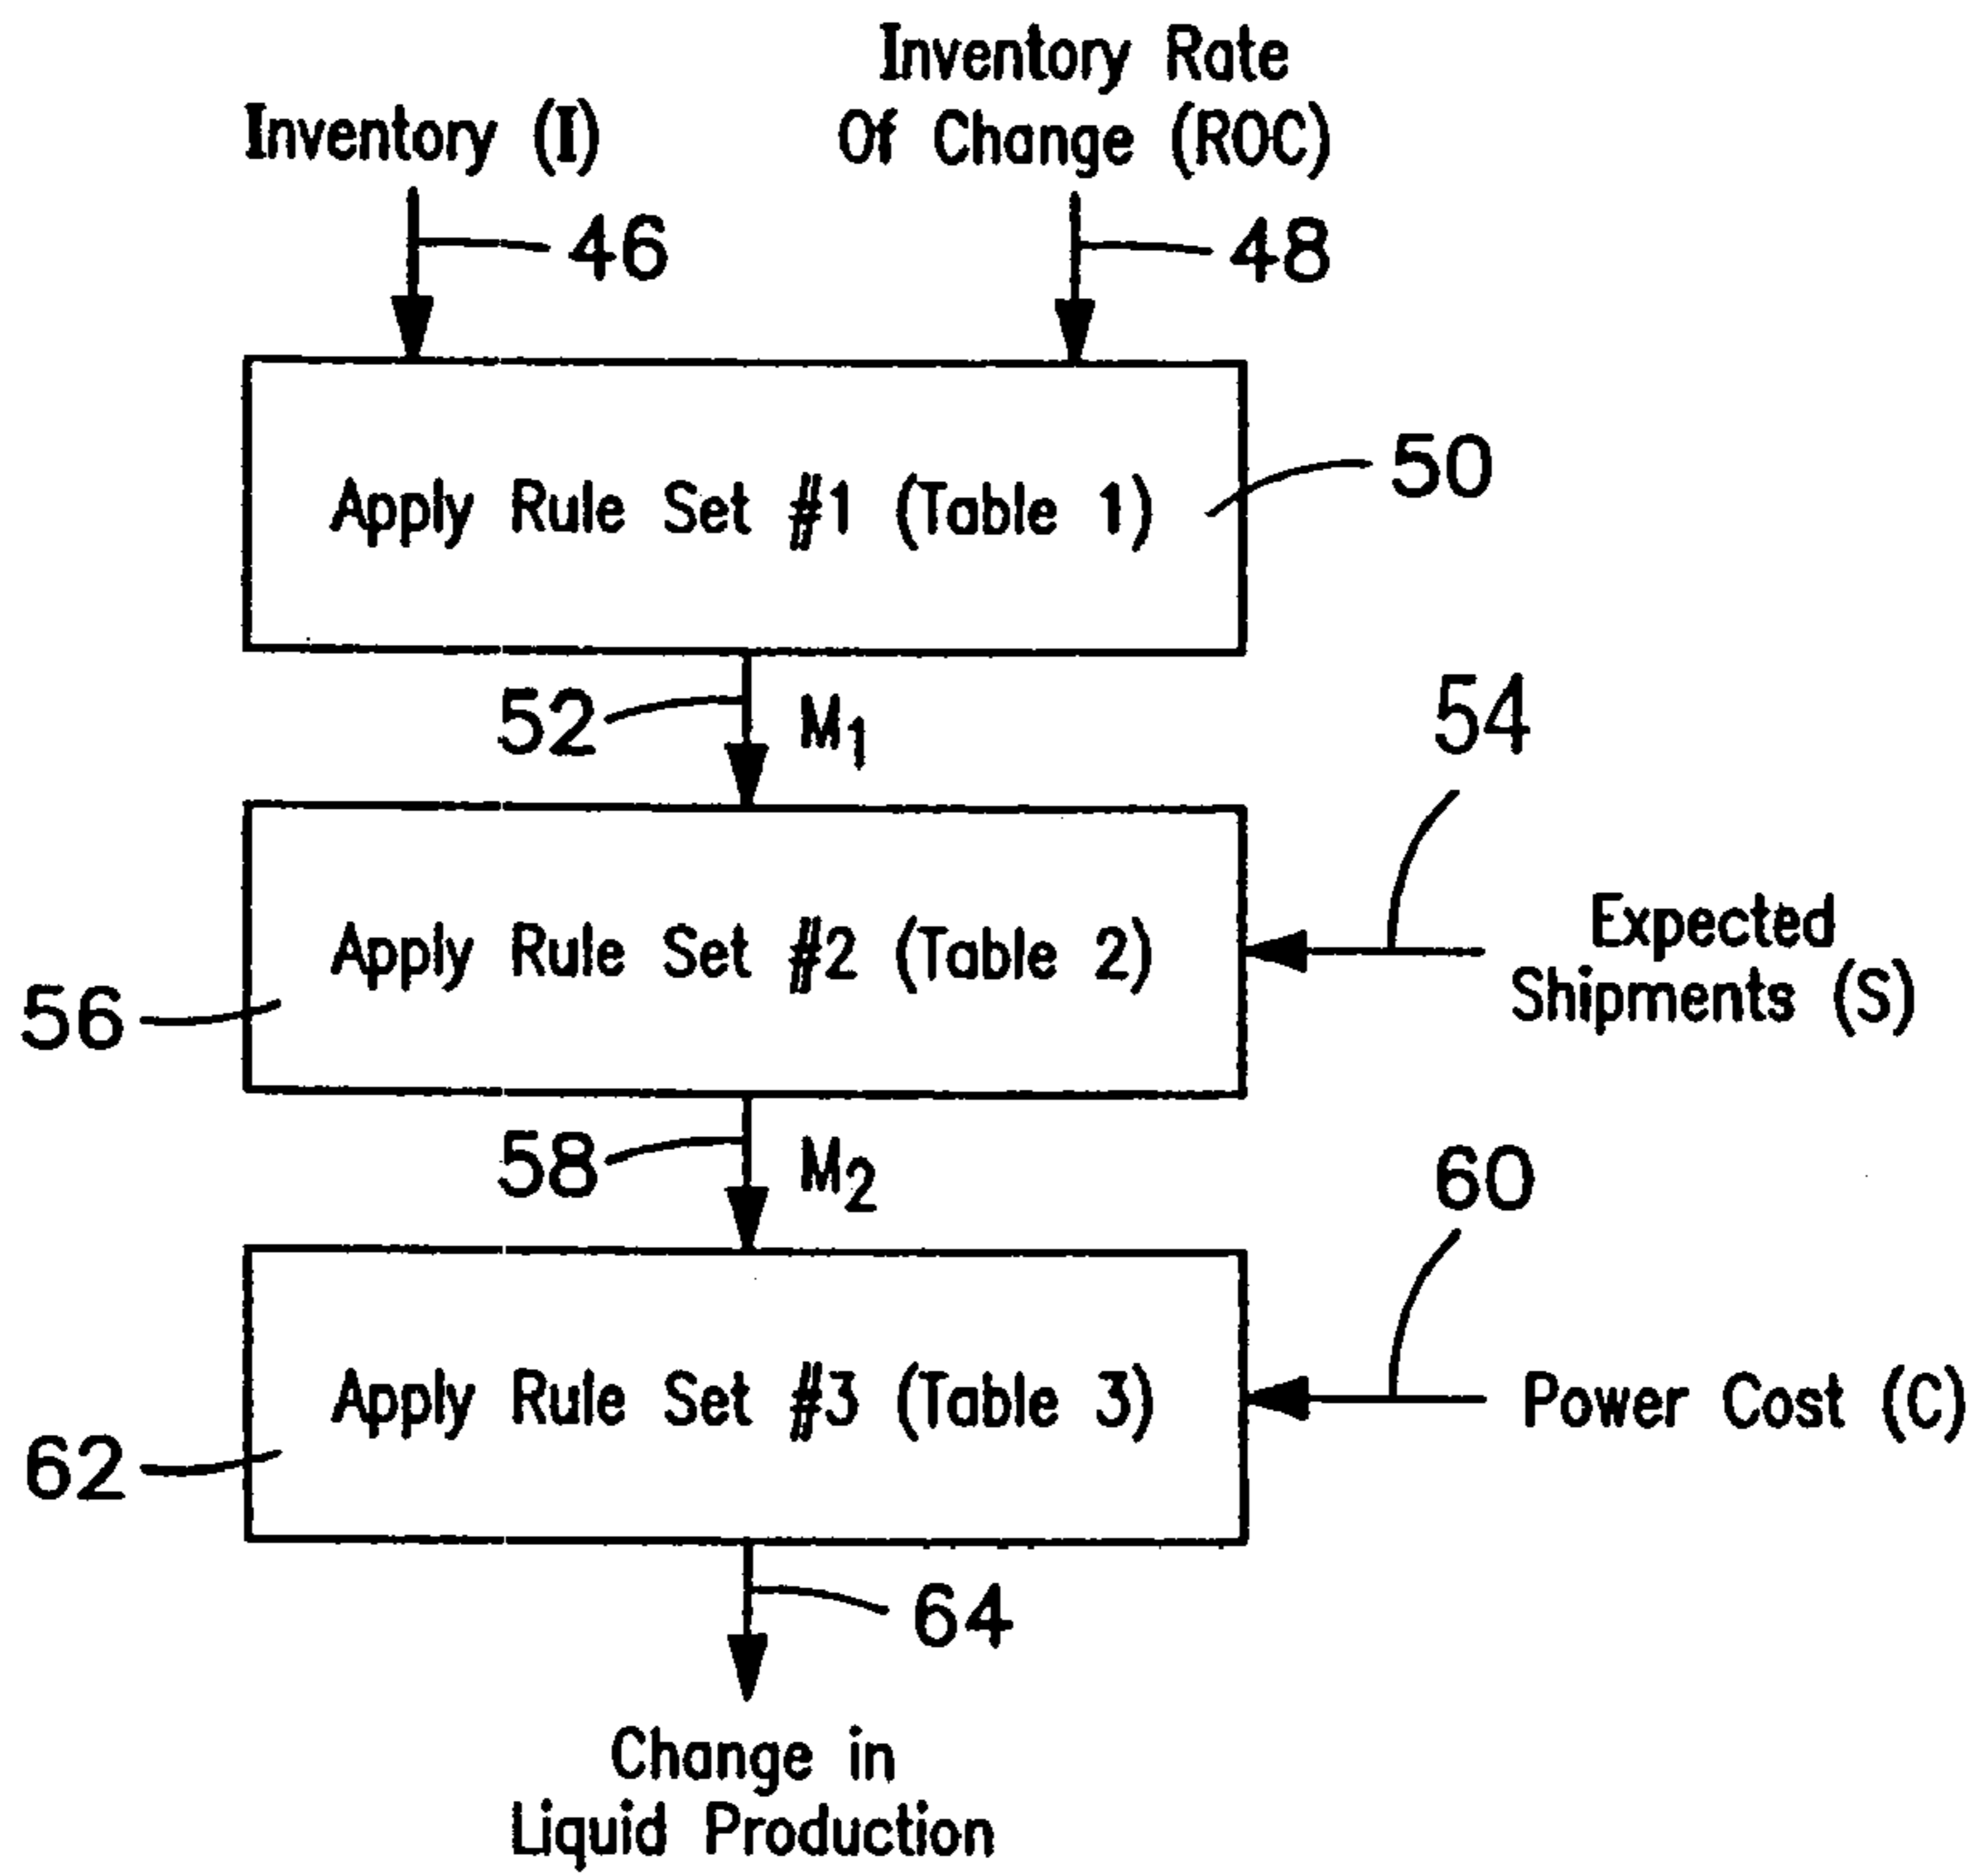 Inventory Rate
Of Change (ROC)
Inventory (I)
46
48
Apply Rule Set #1 (Table 1)
50
52
M1
54
Apply Rule Set #2 (Table 2)
Expected
Shipments (S)
56
58
M2
60
Apply Rule Set #3 (Table 3)
Power Cost (C)
62
64
Change in
Liquid Production